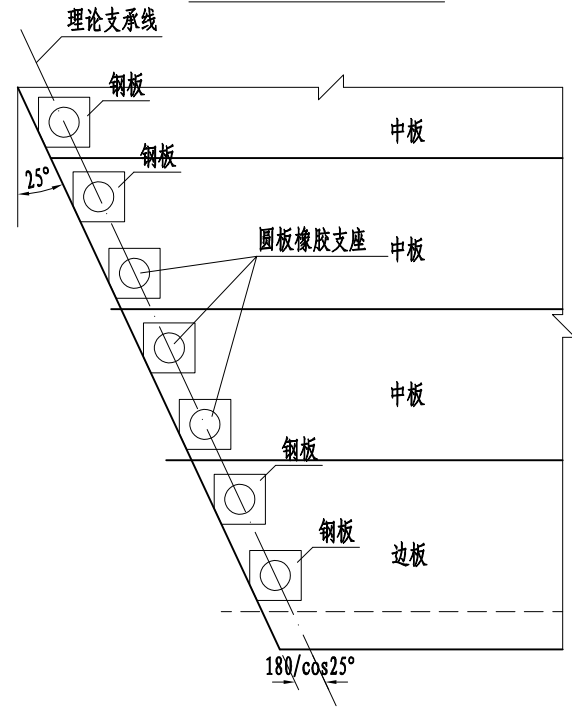 理论支承线
钢板
中板
钢板
25°
圆板橡胶支座
中板
中板
钢板
钢板
边板
180/cos25°